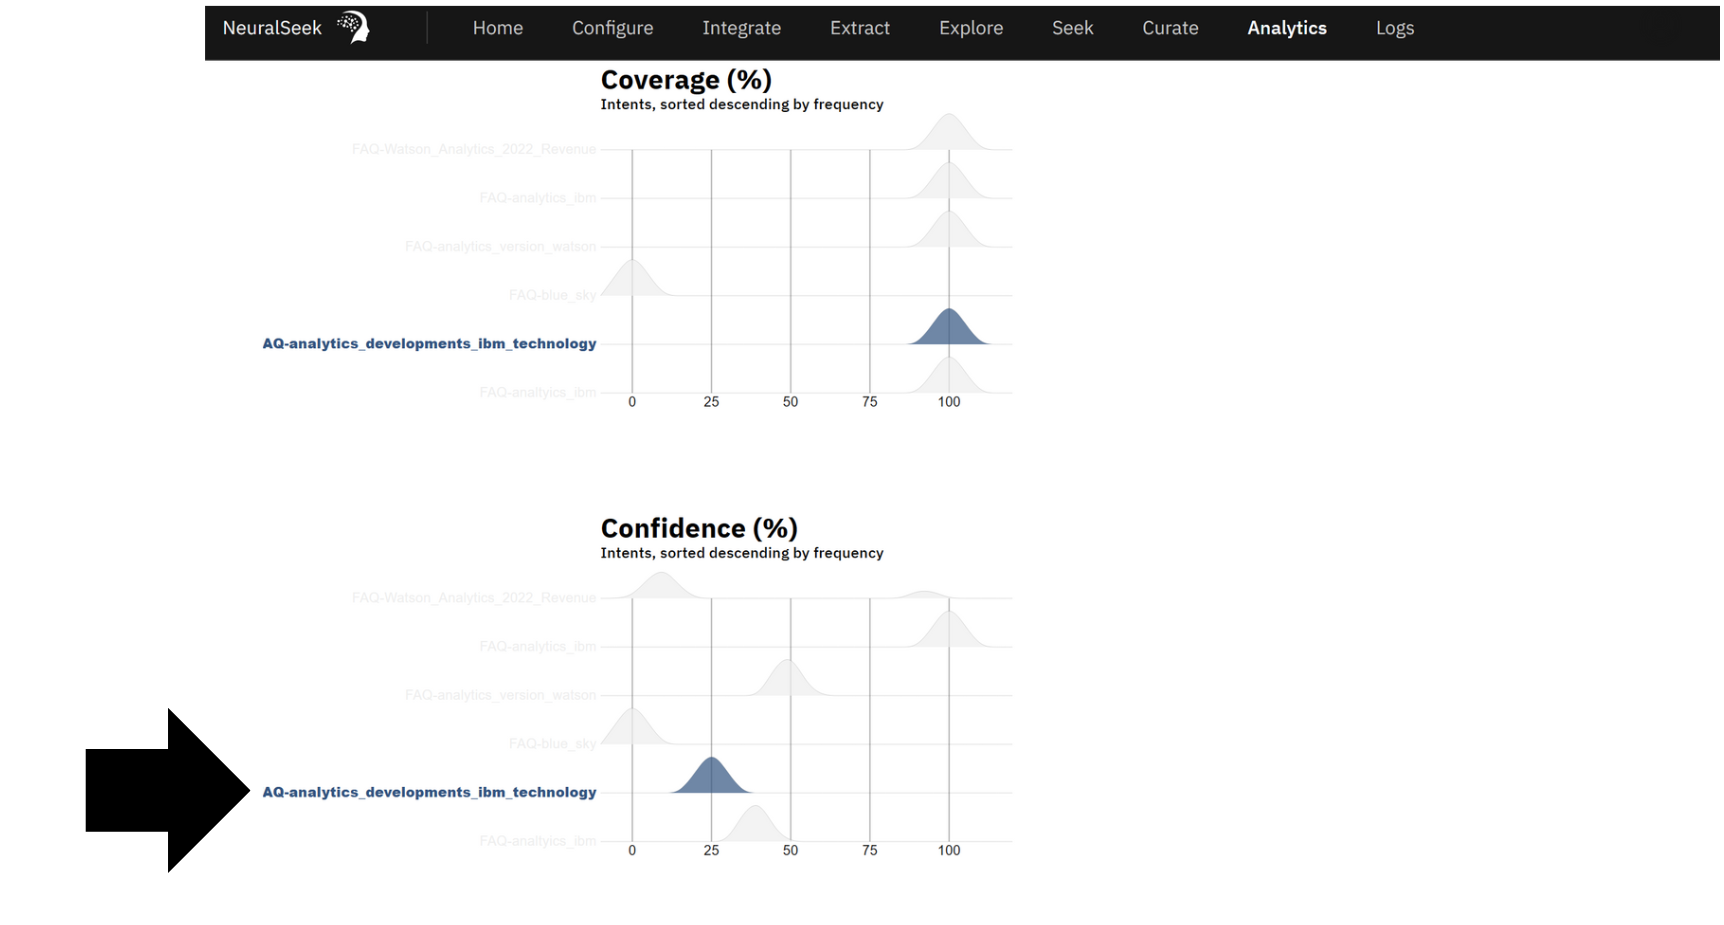 NeuralSeek Home Configure Integrate Extract Explore Seek Curate Analytics Logs
Coverage (%)
Intents, sorted descending by frequency
FAQ-Watson_Analytics_2022_Revenue
FAQ-analytics_ibm
FAQ-analytics_version_watson
FAQ-blue_sky
AQ-analytics_developments_ibm_technology
FAQ-analtyics_ibm
0 25 50 75 100
Confidence (%)
Intents, sorted descending by frequency
FAQ-Watson_Analytics_2022_Revenue
FAQ-analytics_ibm
FAQ-analytics_version_watson
FAQ-blue_sky
AQ-analytics_developments_ibm_technology
FAQ-analtyics_ibm
0 25 50 75 100